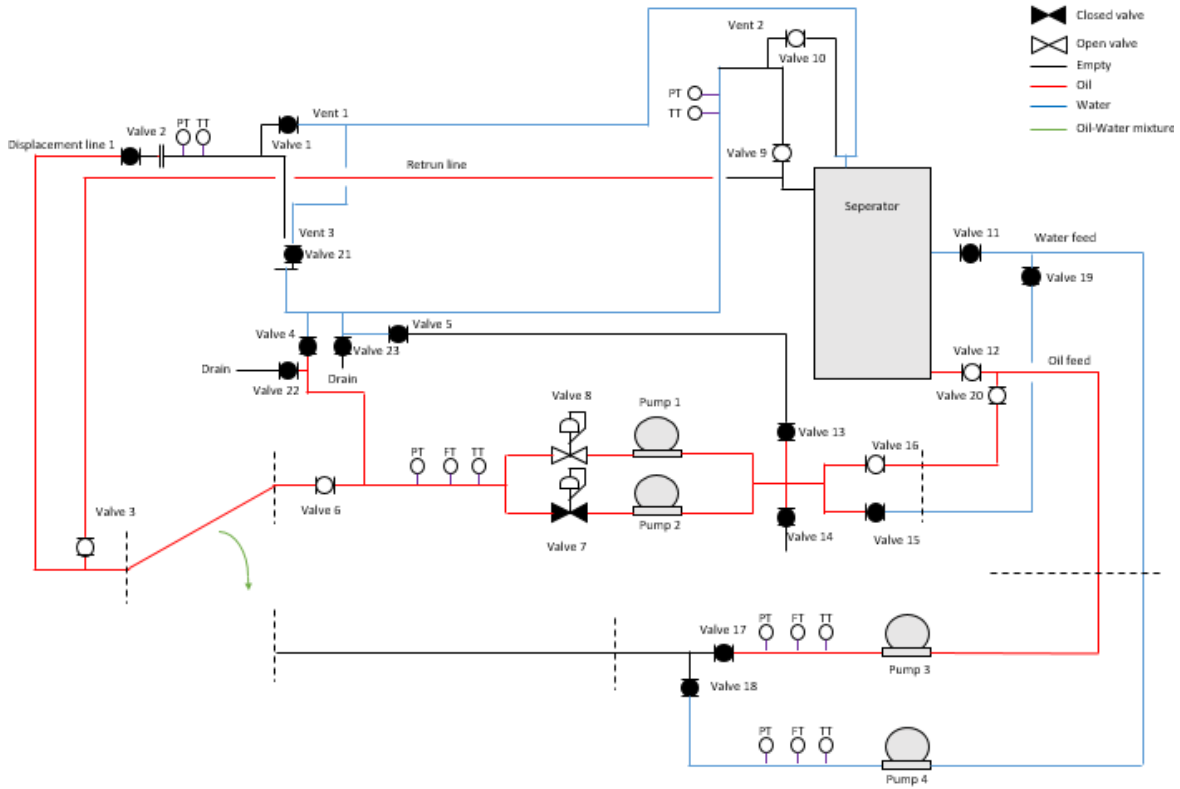 Closed valve
Open valve
Empty
Oil
Water
Oil-Water mixture
Vent 2
Valve 10
PT
TT
Valve 9
Displacement line 1
Valve 2
PT
TT
Vent 1
Valve 1
Retrun line
Seperator
Vent 3
Valve 21
Valve 11
Water feed
Valve 19
Valve 4
Valve 5
Valve 23
Drain
Drain
Valve 22
Valve 12
Oil feed
Valve 20
Valve 8
Pump 1
Valve 13
Valve 16
PT
FT
TT
Valve 6
Pump 2
Valve 7
Valve 14
Valve 15
Valve 3
PT
FT
TT
Valve 17
Pump 3
Valve 18
PT
FT
TT
Pump 4